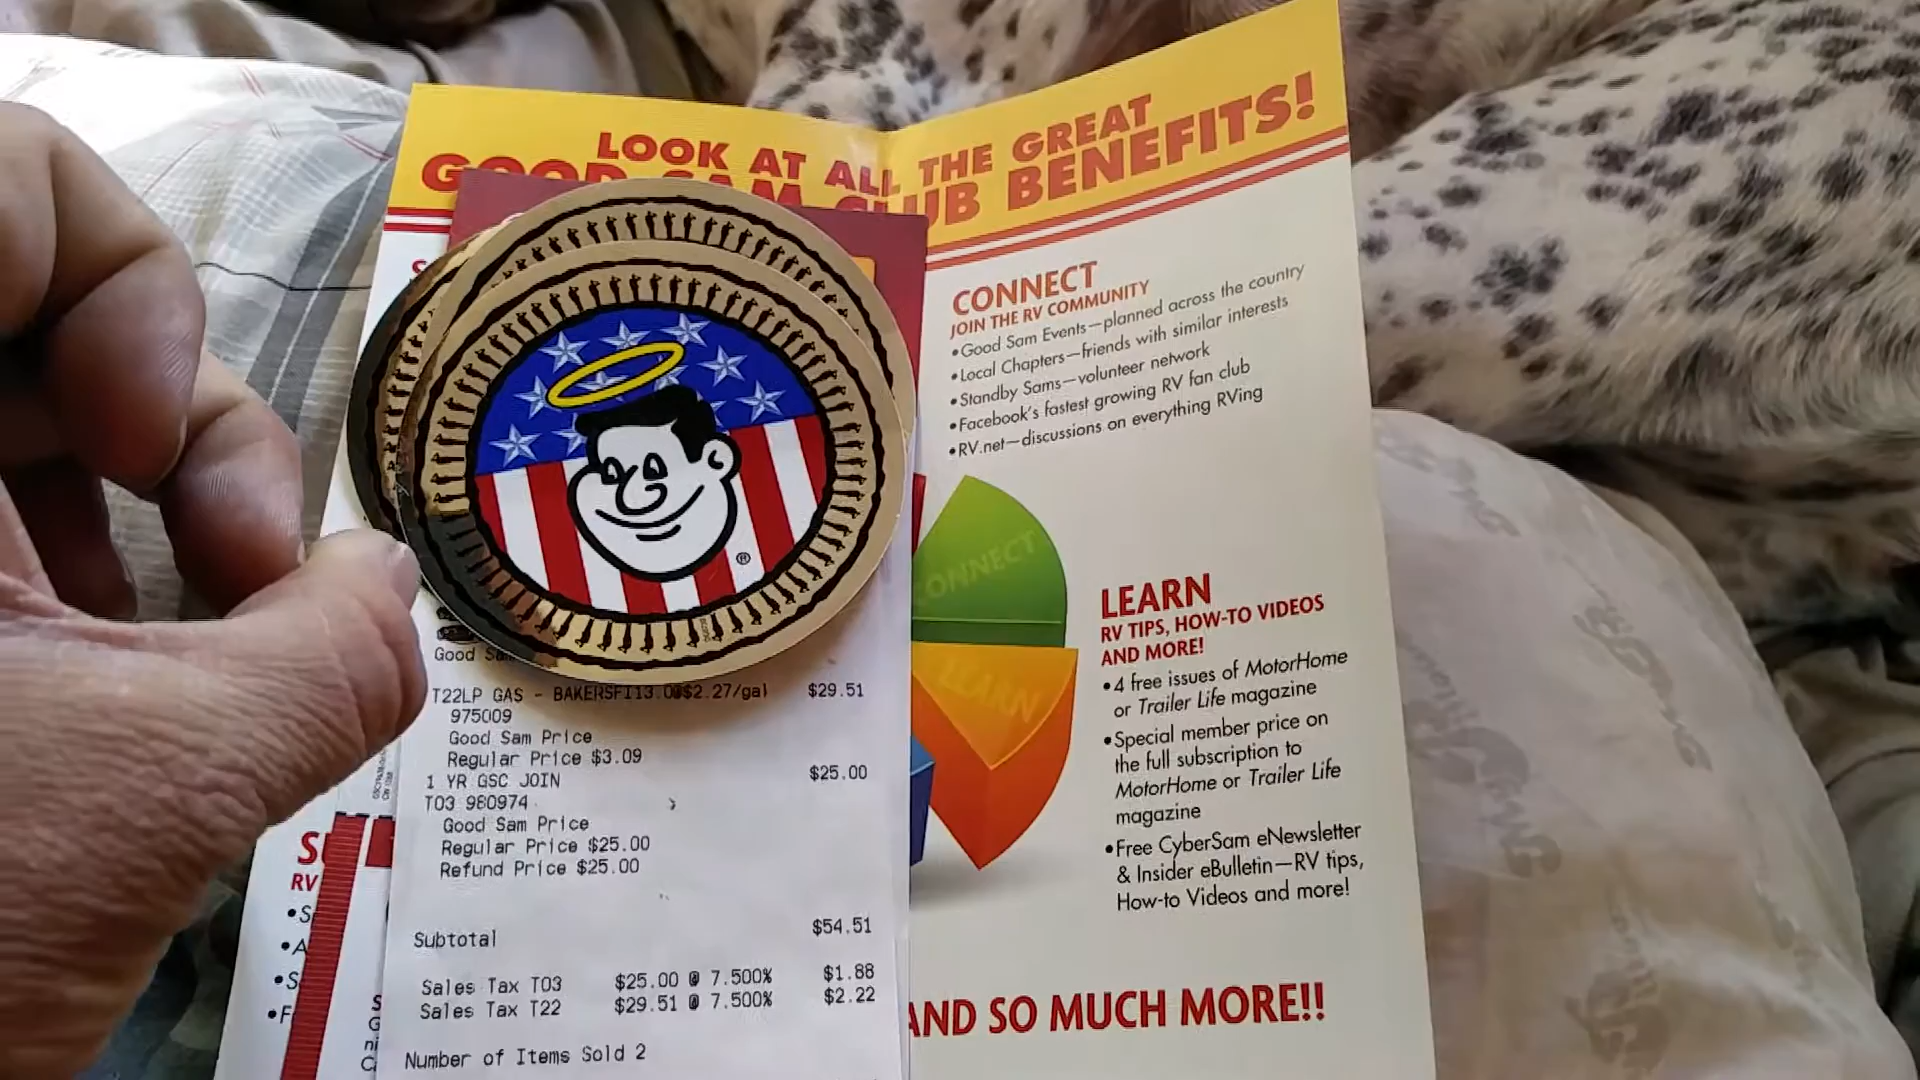 LOOK AT ALL THE GREAT
GOOD SAM CLUB BENEFITS!
CONNECT
JOIN THE RV COMMUNITY
•Good Sam Events—planned across the country
•Local Chapters—friends with similar interests
•Standby Sams—volunteer network
•Facebook's fastest growing RV fan club
•RV.net—discussions on everything RVing
CONNECT
LEARN
LEARN
RV TIPS, HOW-TO VIDEOS
AND MORE!
•4 free issues of MotorHome
or Trailer Life magazine
•Special member price on
the full subscription to
MotorHome or Trailer Life
magazine
•Free CyberSam eNewsletter
& Insider eBulletin—RV tips,
How-to Videos and more!
AND SO MUCH MORE!!
®
Good Sa
T22LP GAS - BAKERSFI13.00$2.27/gal $29.51
975009
Good Sam Price
Regular Price $3.09
1 YR GSC JOIN $25.00
T03 980974
Good Sam Price
Regular Price $25.00
Refund Price $25.00
Subtotal $54.51
Sales Tax T03 $25.00 @ 7.500% $1.88
Sales Tax T22 $29.51 @ 7.500% $2.22
Number of Items Sold 2
RV